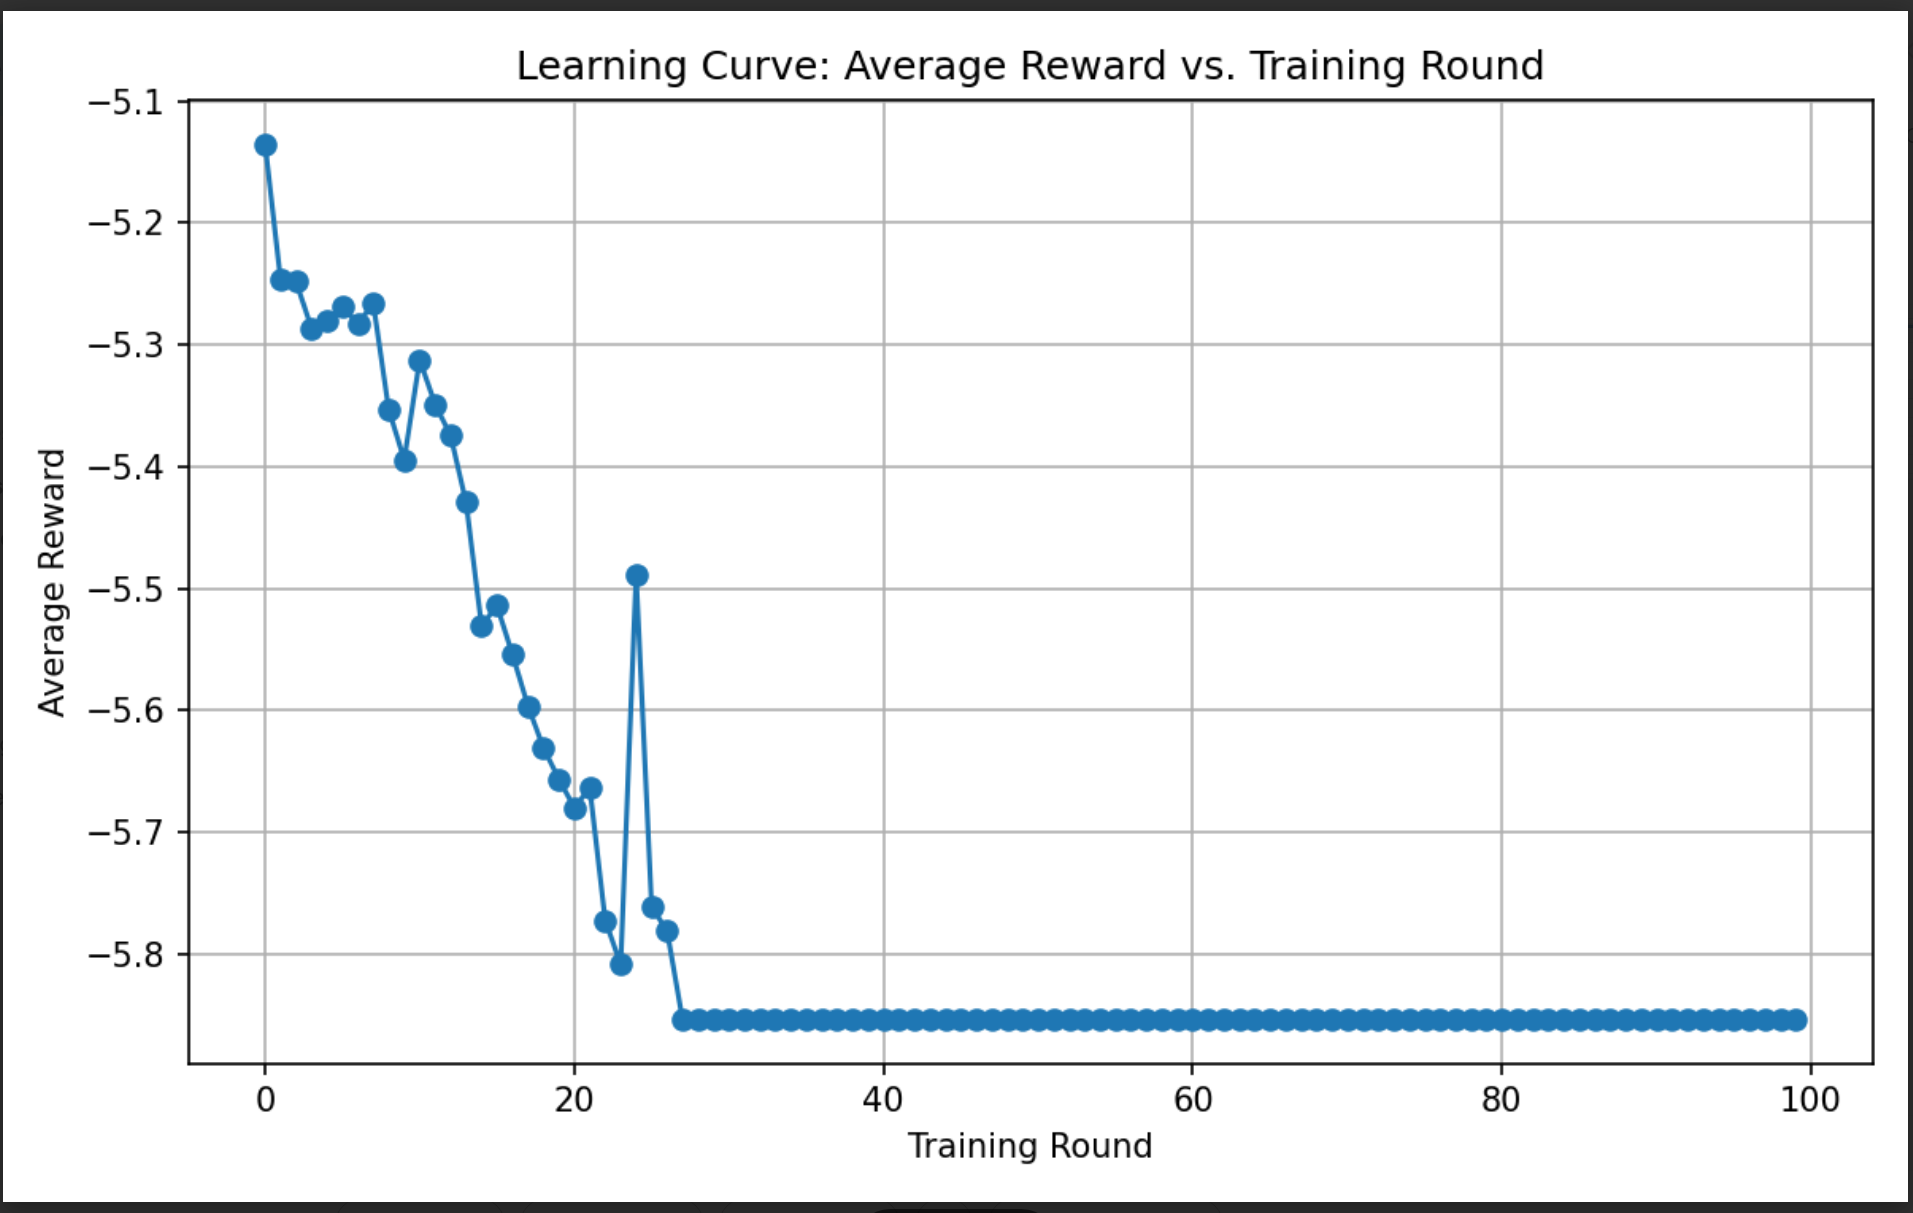 Learning Curve: Average Reward vs. Training Round
−5.1
−5.2
−5.3
−5.4
−5.5
−5.6
−5.7
−5.8
Average Reward
0 20 40 60 80 100
Training Round